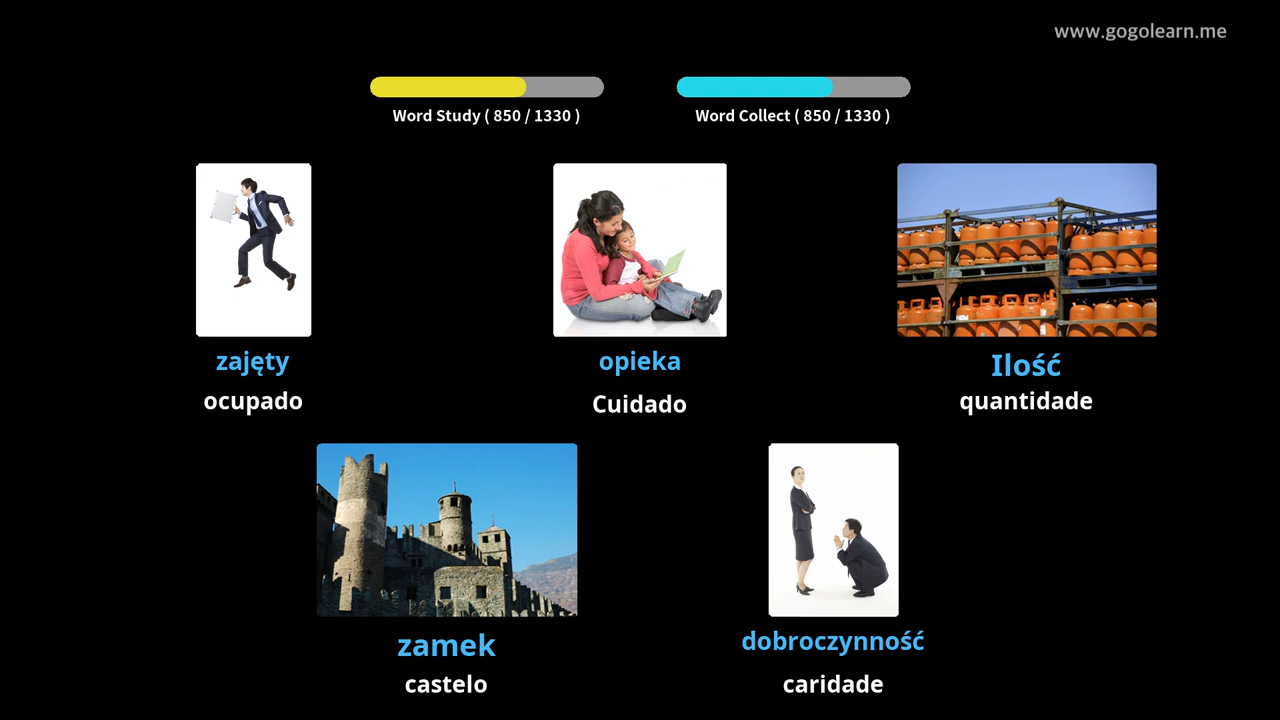 www.gogolearn.me
Word Study ( 850 / 1330 )
Word Collect ( 850 / 1330 )
zajęty
ocupado
opieka
Cuidado
Ilość
quantidade
zamek
castelo
dobroczynność
caridade